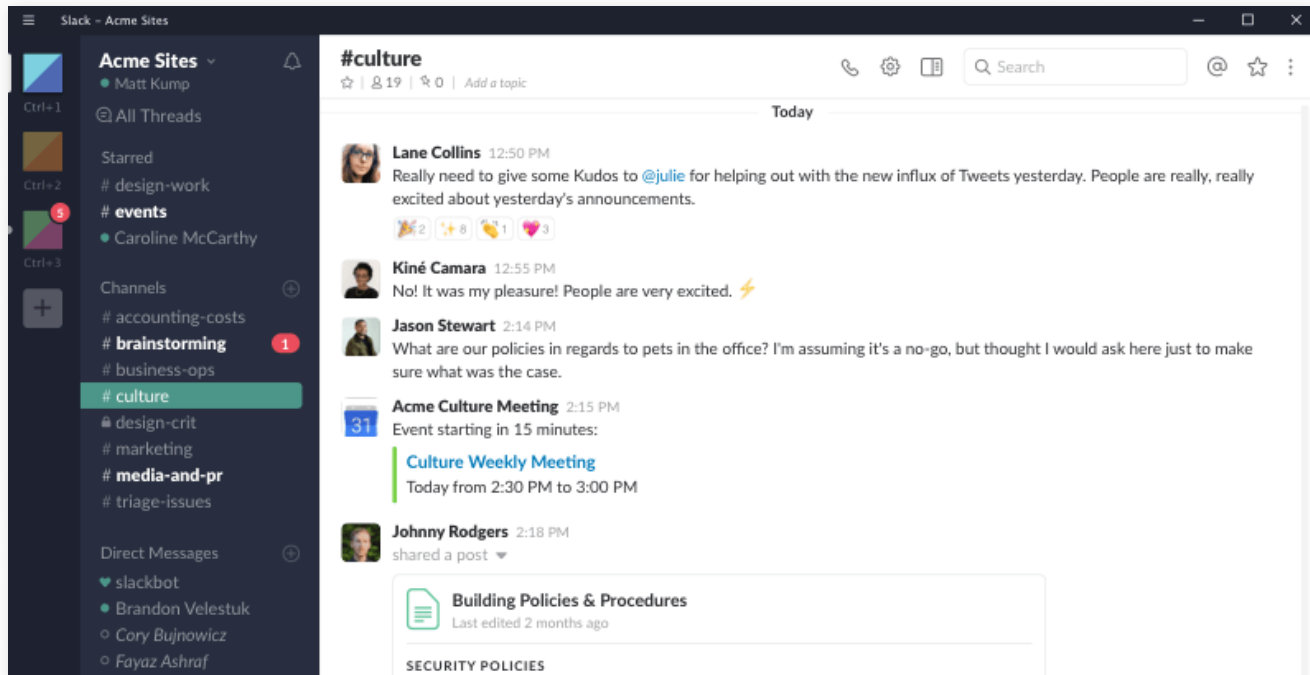 Slack - Acme Sites
Ctrl+1
Ctrl+2
5
Ctrl+3
Acme Sites
Matt Kump
All Threads
Starred
# design-work
# events
Caroline McCarthy
Channels
# accounting-costs
# brainstorming 1
# business-ops
# culture
design-crit
# marketing
# media-and-pr
# triage-issues
Direct Messages
slackbot
Brandon Velestuk
Cory Bujnowicz
Fayaz Ashraf
#culture
19 | 0 | Add a topic
Search
Today
Lane Collins 12:50 PM
Really need to give some Kudos to @julie for helping out with the new influx of Tweets yesterday. People are really, really
excited about yesterday's announcements.
2 8 1 3
Kiné Camara 12:55 PM
No! It was my pleasure! People are very excited. ⚡
Jason Stewart 2:14 PM
What are our policies in regards to pets in the office? I'm assuming it's a no-go, but thought I would ask here just to make
sure what was the case.
31
Acme Culture Meeting 2:15 PM
Event starting in 15 minutes:
Culture Weekly Meeting
Today from 2:30 PM to 3:00 PM
Johnny Rodgers 2:18 PM
shared a post
Building Policies & Procedures
Last edited 2 months ago
SECURITY POLICIES